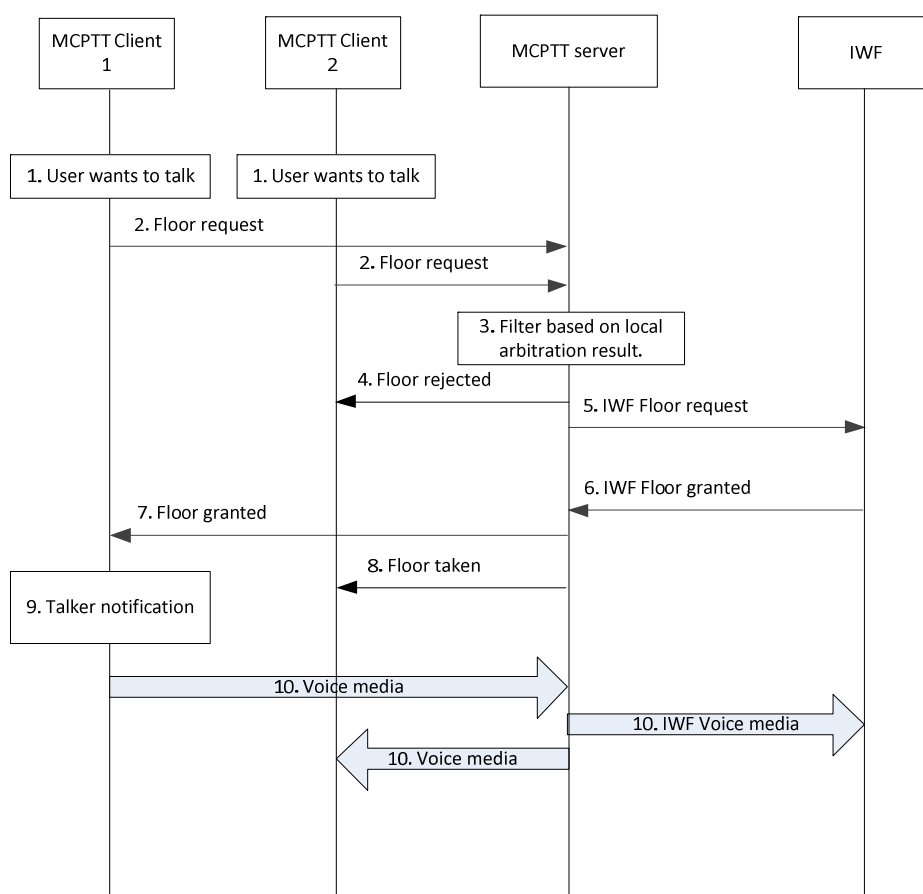 MCPTT Client
1
MCPTT Client
2
MCPTT server
IWF
1. User wants to talk
1. User wants to talk
2. Floor request
2. Floor request
3. Filter based on local
arbitration result.
4. Floor rejected
5. IWF Floor request
6. IWF Floor granted
7. Floor granted
8. Floor taken
9. Talker notification
10. Voice media
10. IWF Voice media
10. Voice media